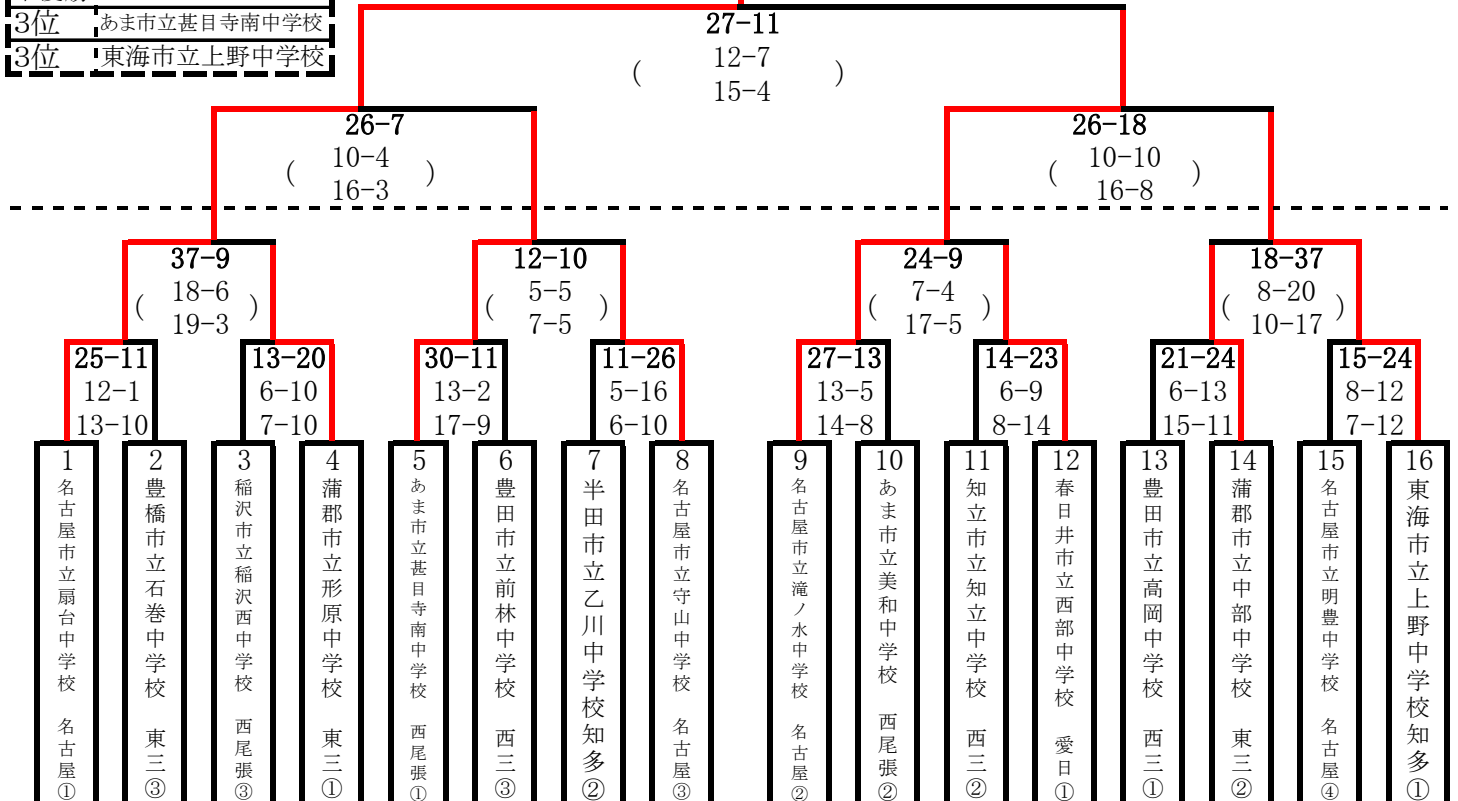 3位 あま市立甚目寺南中学校
3位 東海市立上野中学校
27-11
( 12-7 )
15-4
26-7
( 10-4 )
16-3
26-18
( 10-10 )
16-8
37-9
( 18-6 )
19-3
12-10
( 5-5 )
7-5
24-9
( 7-4 )
17-5
18-37
( 8-20 )
10-17
25-11
12-1
13-10
13-20
6-10
7-10
30-11
13-2
17-9
11-26
5-16
6-10
27-13
13-5
14-8
14-23
6-9
8-14
21-24
6-13
15-11
15-24
8-12
7-12
1 名古屋市立扇台中学校 名古屋①
2 豊橋市立石巻中学校 東三③
3 稲沢市立稲沢西中学校 西尾張③
4 蒲郡市立形原中学校 東三①
5 あま市立甚目寺南中学校 西尾張①
6 豊田市立前林中学校 西三③
7 半田市立乙川中学校知多②
8 名古屋市立守山中学校 名古屋③
9 名古屋市立滝ノ水中学校 名古屋②
10 あま市立美和中学校 西尾張②
11 知立市立知立中学校 西三②
12 春日井市立西部中学校 愛日①
13 豊田市立高岡中学校 西三①
14 蒲郡市立中部中学校 東三②
15 名古屋市立明豊中学校 名古屋④
16 東海市立上野中学校知多①